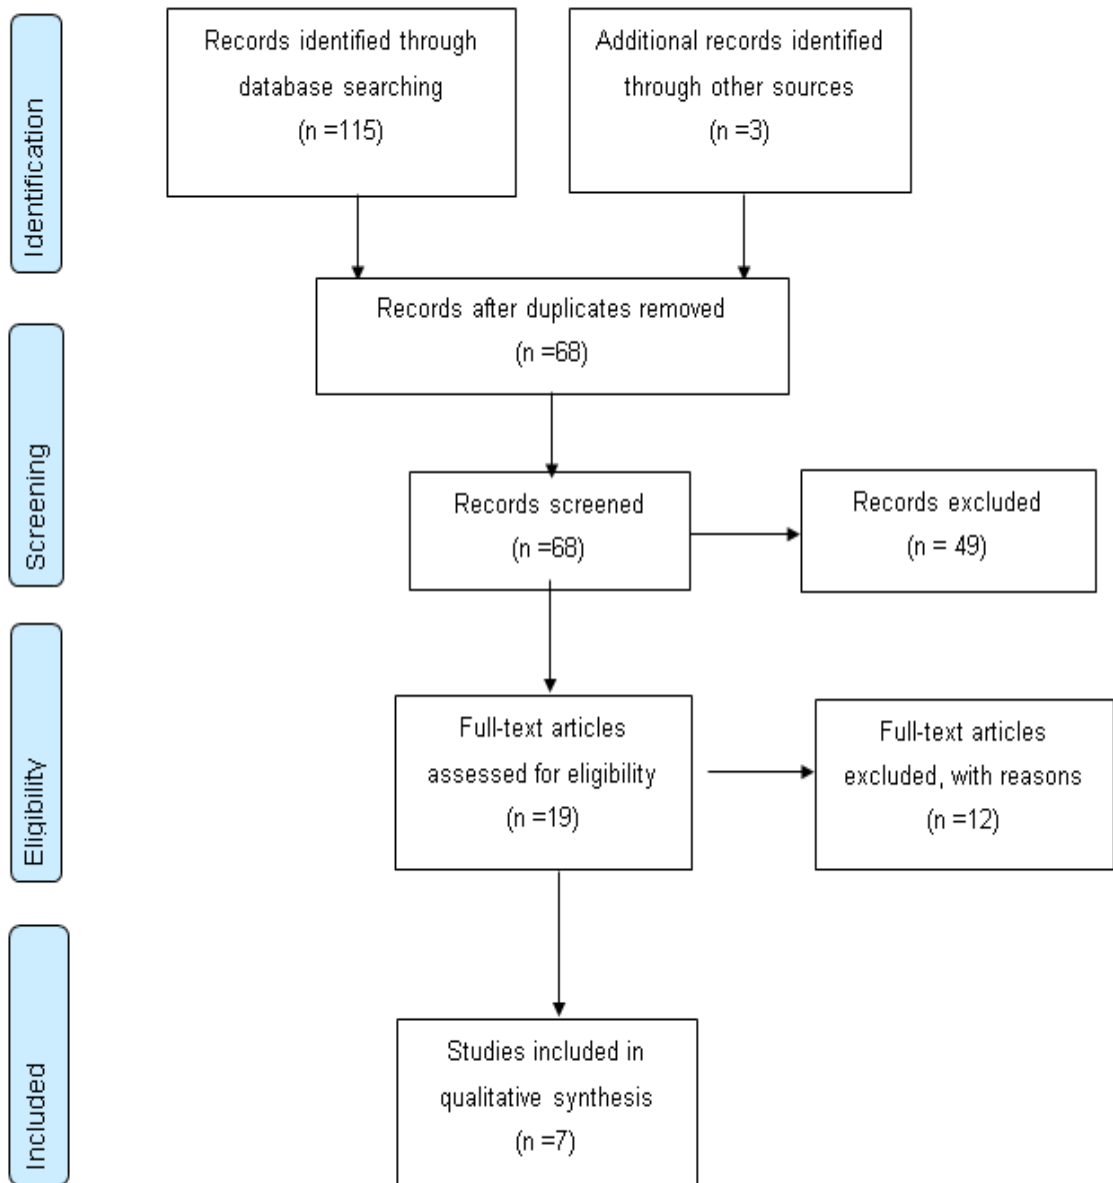 Identification
Records identified through
database searching
(n =115)
Additional records identified
through other sources
(n =3)
Records after duplicates removed
(n =68)
Screening
Records screened
(n =68)
Records excluded
(n = 49)
Eligibility
Full-text articles
assessed for eligibility
(n =19)
Full-text articles
excluded, with reasons
(n =12)
Included
Studies included in
qualitative synthesis
(n =7)